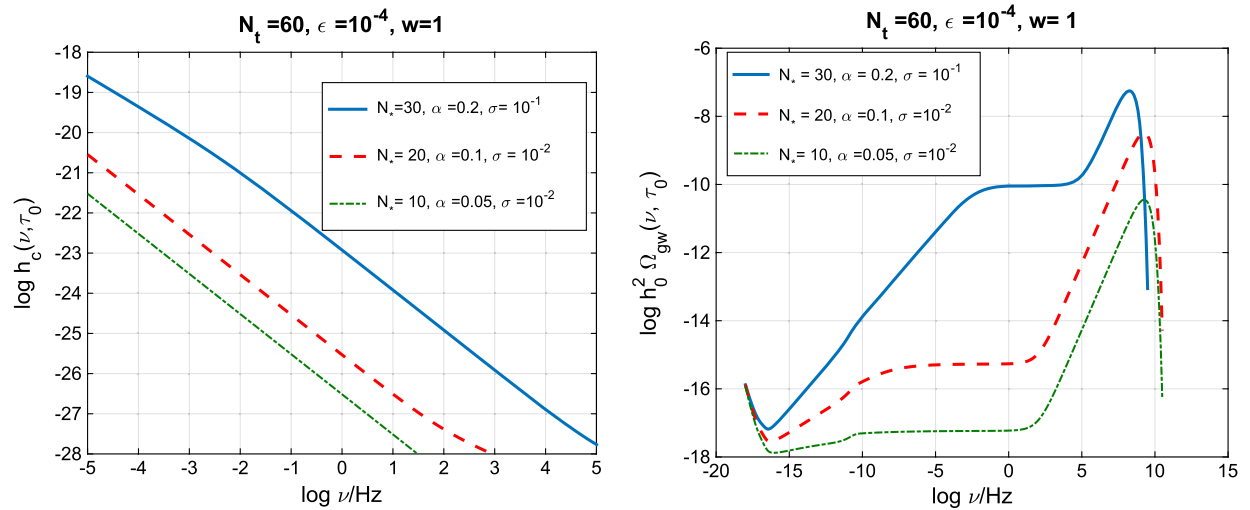 N_t =60, ϵ =10^-4, w=1
-18
-19
-20
-21
-22
-23
-24
-25
-26
-27
-28
log h_c(ν,τ_0)
N_⋆=30, α =0.2, σ= 10^-1
N_⋆= 20, α =0.1, σ = 10^-2
N_⋆= 10, α =0.05, σ =10^-2
-5 -4 -3 -2 -1 0 1 2 3 4 5
log ν/Hz
N_t =60, ϵ =10^-4, w= 1
-6
-8
-10
-12
-14
-16
-18
log h_0^2 Ω_gw(ν, τ_0)
N_⋆ = 30, α = 0.2, σ = 10^-1
N_⋆ = 20, α = 0.1, σ =10^-2
N_⋆= 10, α = 0.05, σ =10^-2
-20 -15 -10 -5 0 5 10 15
log ν/Hz